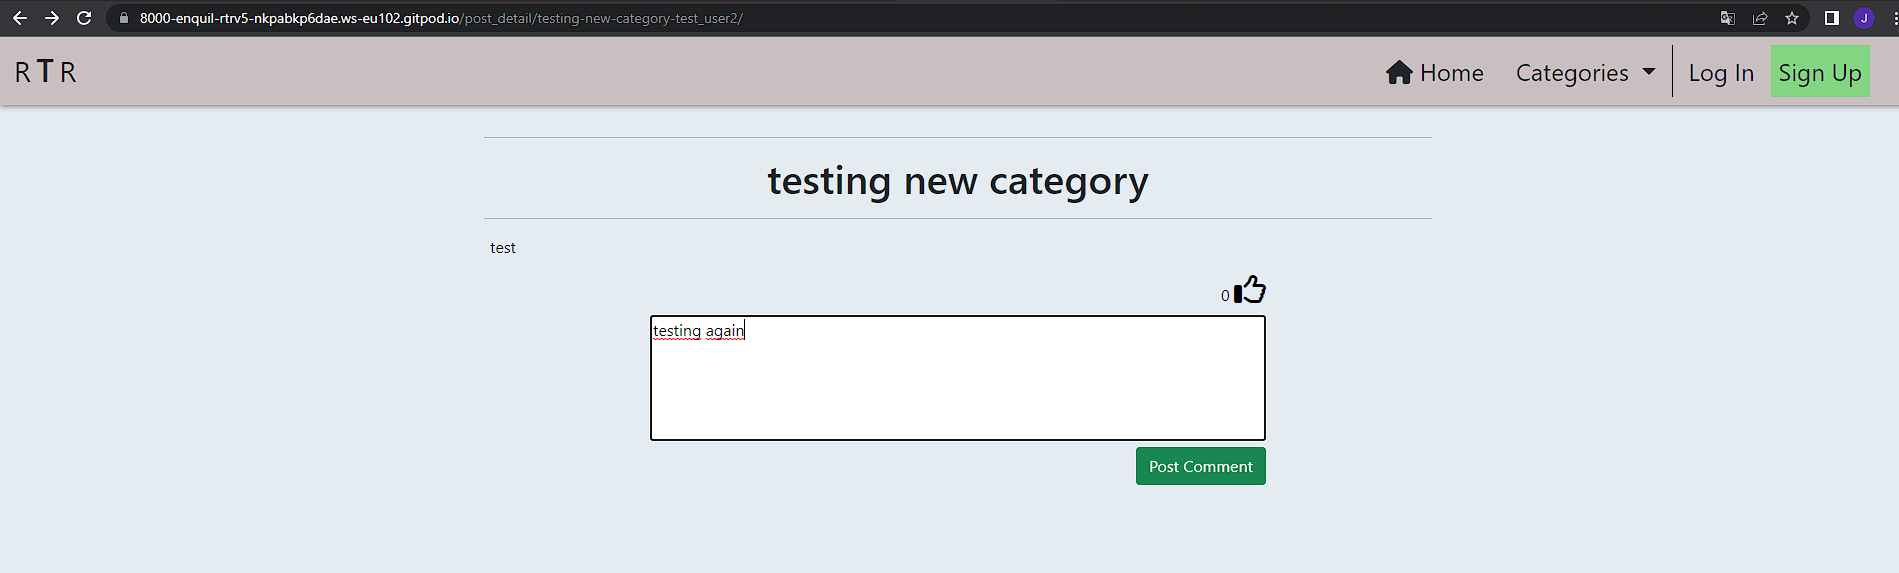 8000-enquil-rtrv5-nkpabkp6dae.ws-eu102.gitpod.io/post_detail/testing-new-category-test_user2/
J
R T R
Home
Categories
Log In
Sign Up
testing new category
test
0
testing again
Post Comment